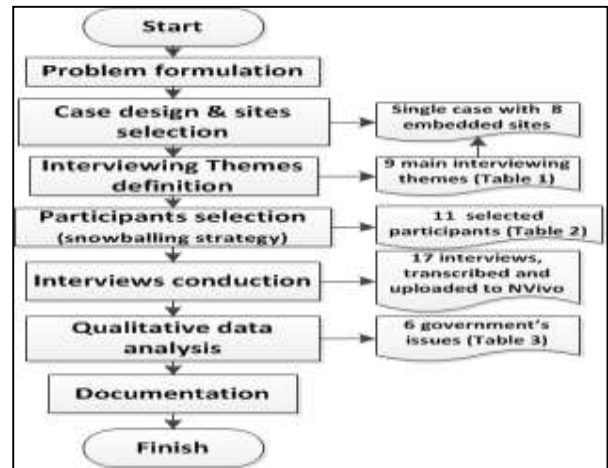 Start
Problem formulation
Case design & sites
selection
Single case with 8
embedded sites
Interviewing Themes
definition
9 main interviewing
themes (Table 1)
Participants selection
(snowballing strategy)
11 selected
participants (Table 2)
Interviews conduction
17 interviews,
transcribed and
uploaded to NVivo
Qualitative data
analysis
6 government's
issues (Table 3)
Documentation
Finish